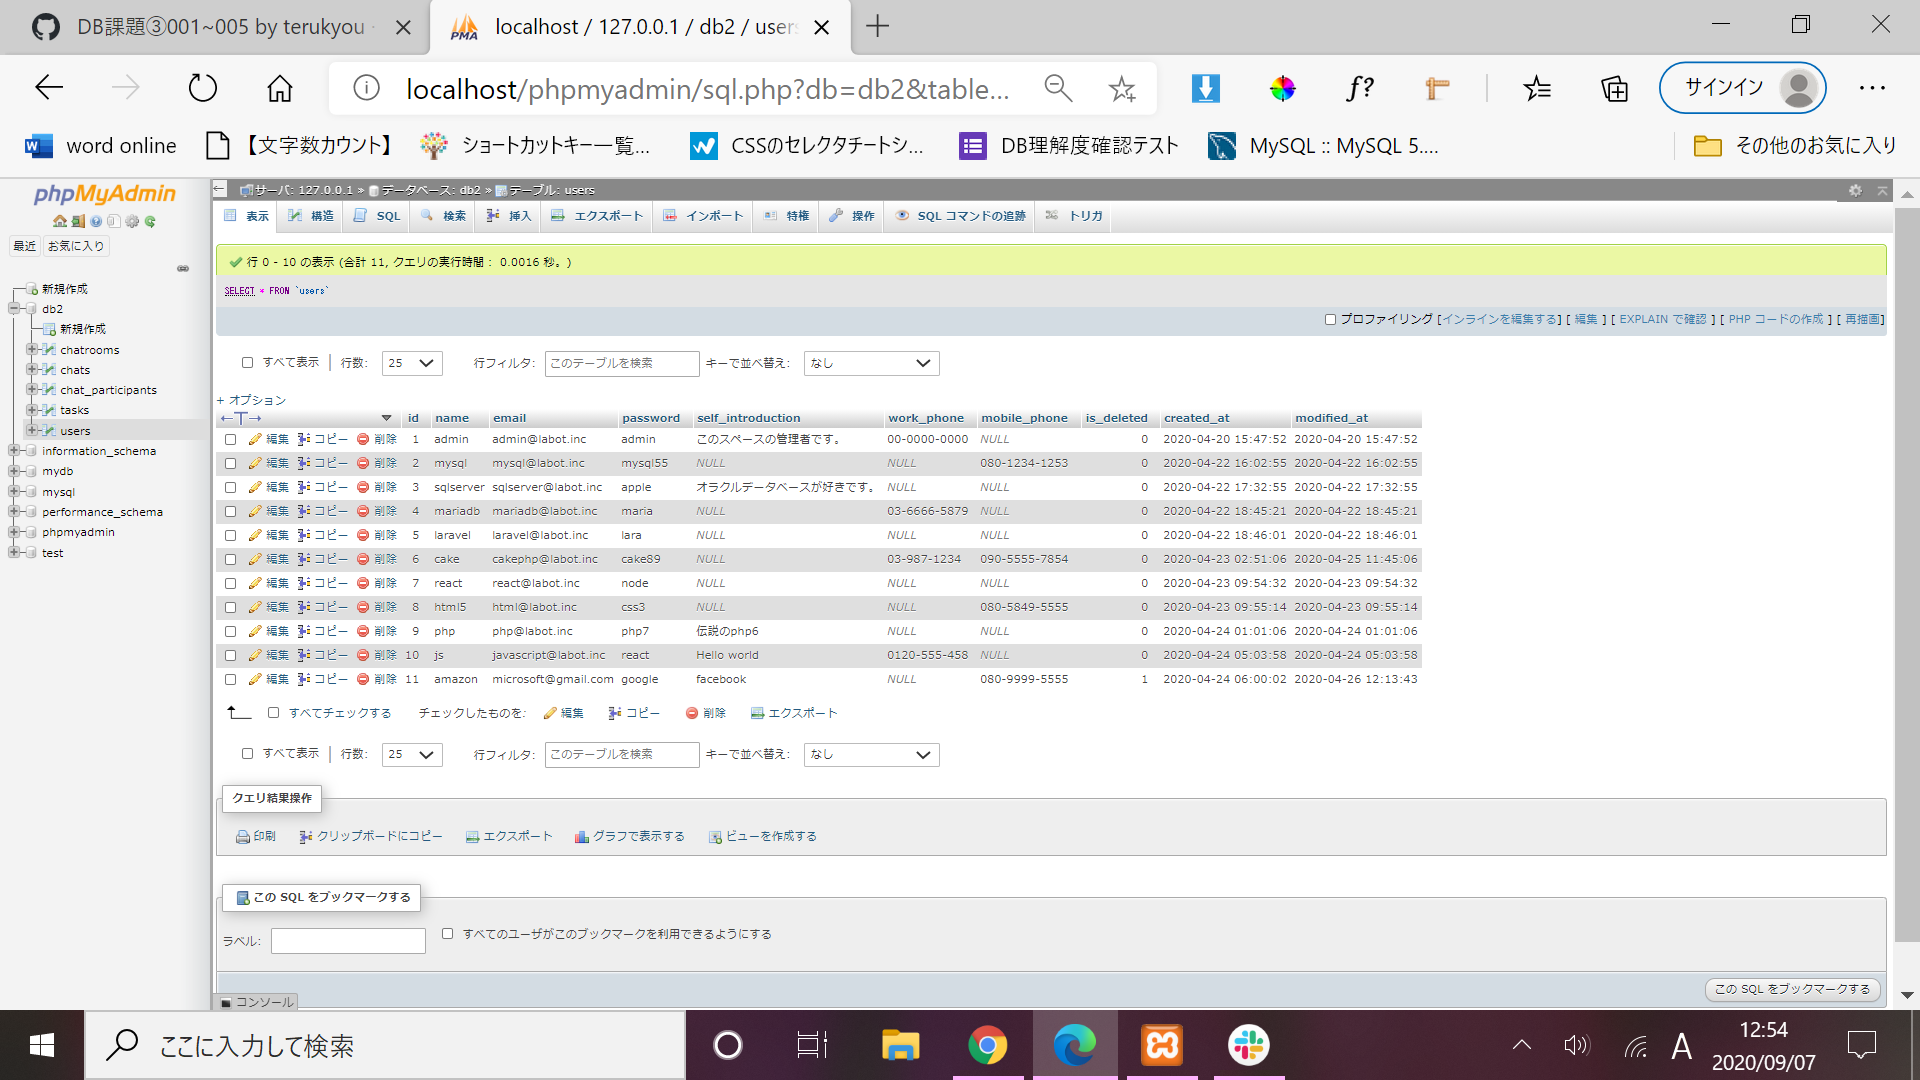 DB課題③001~005 by terukyou
localhost / 127.0.0.1 / db2 / users
localhost/phpmyadmin/sql.php?db=db2&table...
サインイン
word online
【文字数カウント】
ショートカットキー一覧...
CSSのセレクタチートシ...
DB理解度確認テスト
MySQL :: MySQL 5....
その他のお気に入り
phpMyAdmin
最近 お気に入り
新規作成
db2
新規作成
chatrooms
chats
chat_participants
tasks
users
information_schema
mydb
mysql
performance_schema
phpmyadmin
test
サーバ: 127.0.0.1 » データベース: db2 » テーブル: users
表示 構造 SQL 検索 挿入 エクスポート インポート 特権 操作 SQL コマンドの追跡 トリガ
行 0 - 10 の表示 (合計 11, クエリの実行時間： 0.0016 秒。)
SELECT * FROM `users`
プロファイリング [インラインを編集する] [ 編集 ] [ EXPLAIN で確認 ] [ PHP コードの作成 ] [ 再描画]
すべて表示 行数: 25 行フィルタ: このテーブルを検索 キーで並べ替え: なし
+ オプション
←T→ id name email password self_introduction work_phone mobile_phone is_deleted created_at modified_at
編集 コピー 削除 1 admin admin@labot.inc admin このスペースの管理者です。 00-0000-0000 NULL 0 2020-04-20 15:47:52 2020-04-20 15:47:52
編集 コピー 削除 2 mysql mysql@labot.inc mysql55 NULL NULL 080-1234-1253 0 2020-04-22 16:02:55 2020-04-22 16:02:55
編集 コピー 削除 3 sqlserver sqlserver@labot.inc apple オラクルデータベースが好きです。 NULL NULL 0 2020-04-22 17:32:55 2020-04-22 17:32:55
編集 コピー 削除 4 mariadb mariadb@labot.inc maria NULL 03-6666-5879 NULL 0 2020-04-22 18:45:21 2020-04-22 18:45:21
編集 コピー 削除 5 laravel laravel@labot.inc lara NULL NULL NULL 0 2020-04-22 18:46:01 2020-04-22 18:46:01
編集 コピー 削除 6 cake cakephp@labot.inc cake89 NULL 03-987-1234 090-5555-7854 0 2020-04-23 02:51:06 2020-04-25 11:45:06
編集 コピー 削除 7 react react@labot.inc node NULL NULL NULL 0 2020-04-23 09:54:32 2020-04-23 09:54:32
編集 コピー 削除 8 html5 html@labot.inc css3 NULL NULL 080-5849-5555 0 2020-04-23 09:55:14 2020-04-23 09:55:14
編集 コピー 削除 9 php php@labot.inc php7 伝説のphp6 NULL NULL 0 2020-04-24 01:01:06 2020-04-24 01:01:06
編集 コピー 削除 10 js javascript@labot.inc react Hello world 0120-555-458 NULL 0 2020-04-24 05:03:58 2020-04-24 05:03:58
編集 コピー 削除 11 amazon microsoft@gmail.com google facebook NULL 080-9999-5555 1 2020-04-24 06:00:02 2020-04-26 12:13:43
すべてチェックする チェックしたものを: 編集 コピー 削除 エクスポート
すべて表示 行数: 25 行フィルタ: このテーブルを検索 キーで並べ替え: なし
クエリ結果操作
印刷 クリップボードにコピー エクスポート グラフで表示する ビューを作成する
この SQL をブックマークする
ラベル: すべてのユーザがこのブックマークを利用できるようにする
この SQL をブックマークする
コンソール
ここに入力して検索
A
12:54
2020/09/07